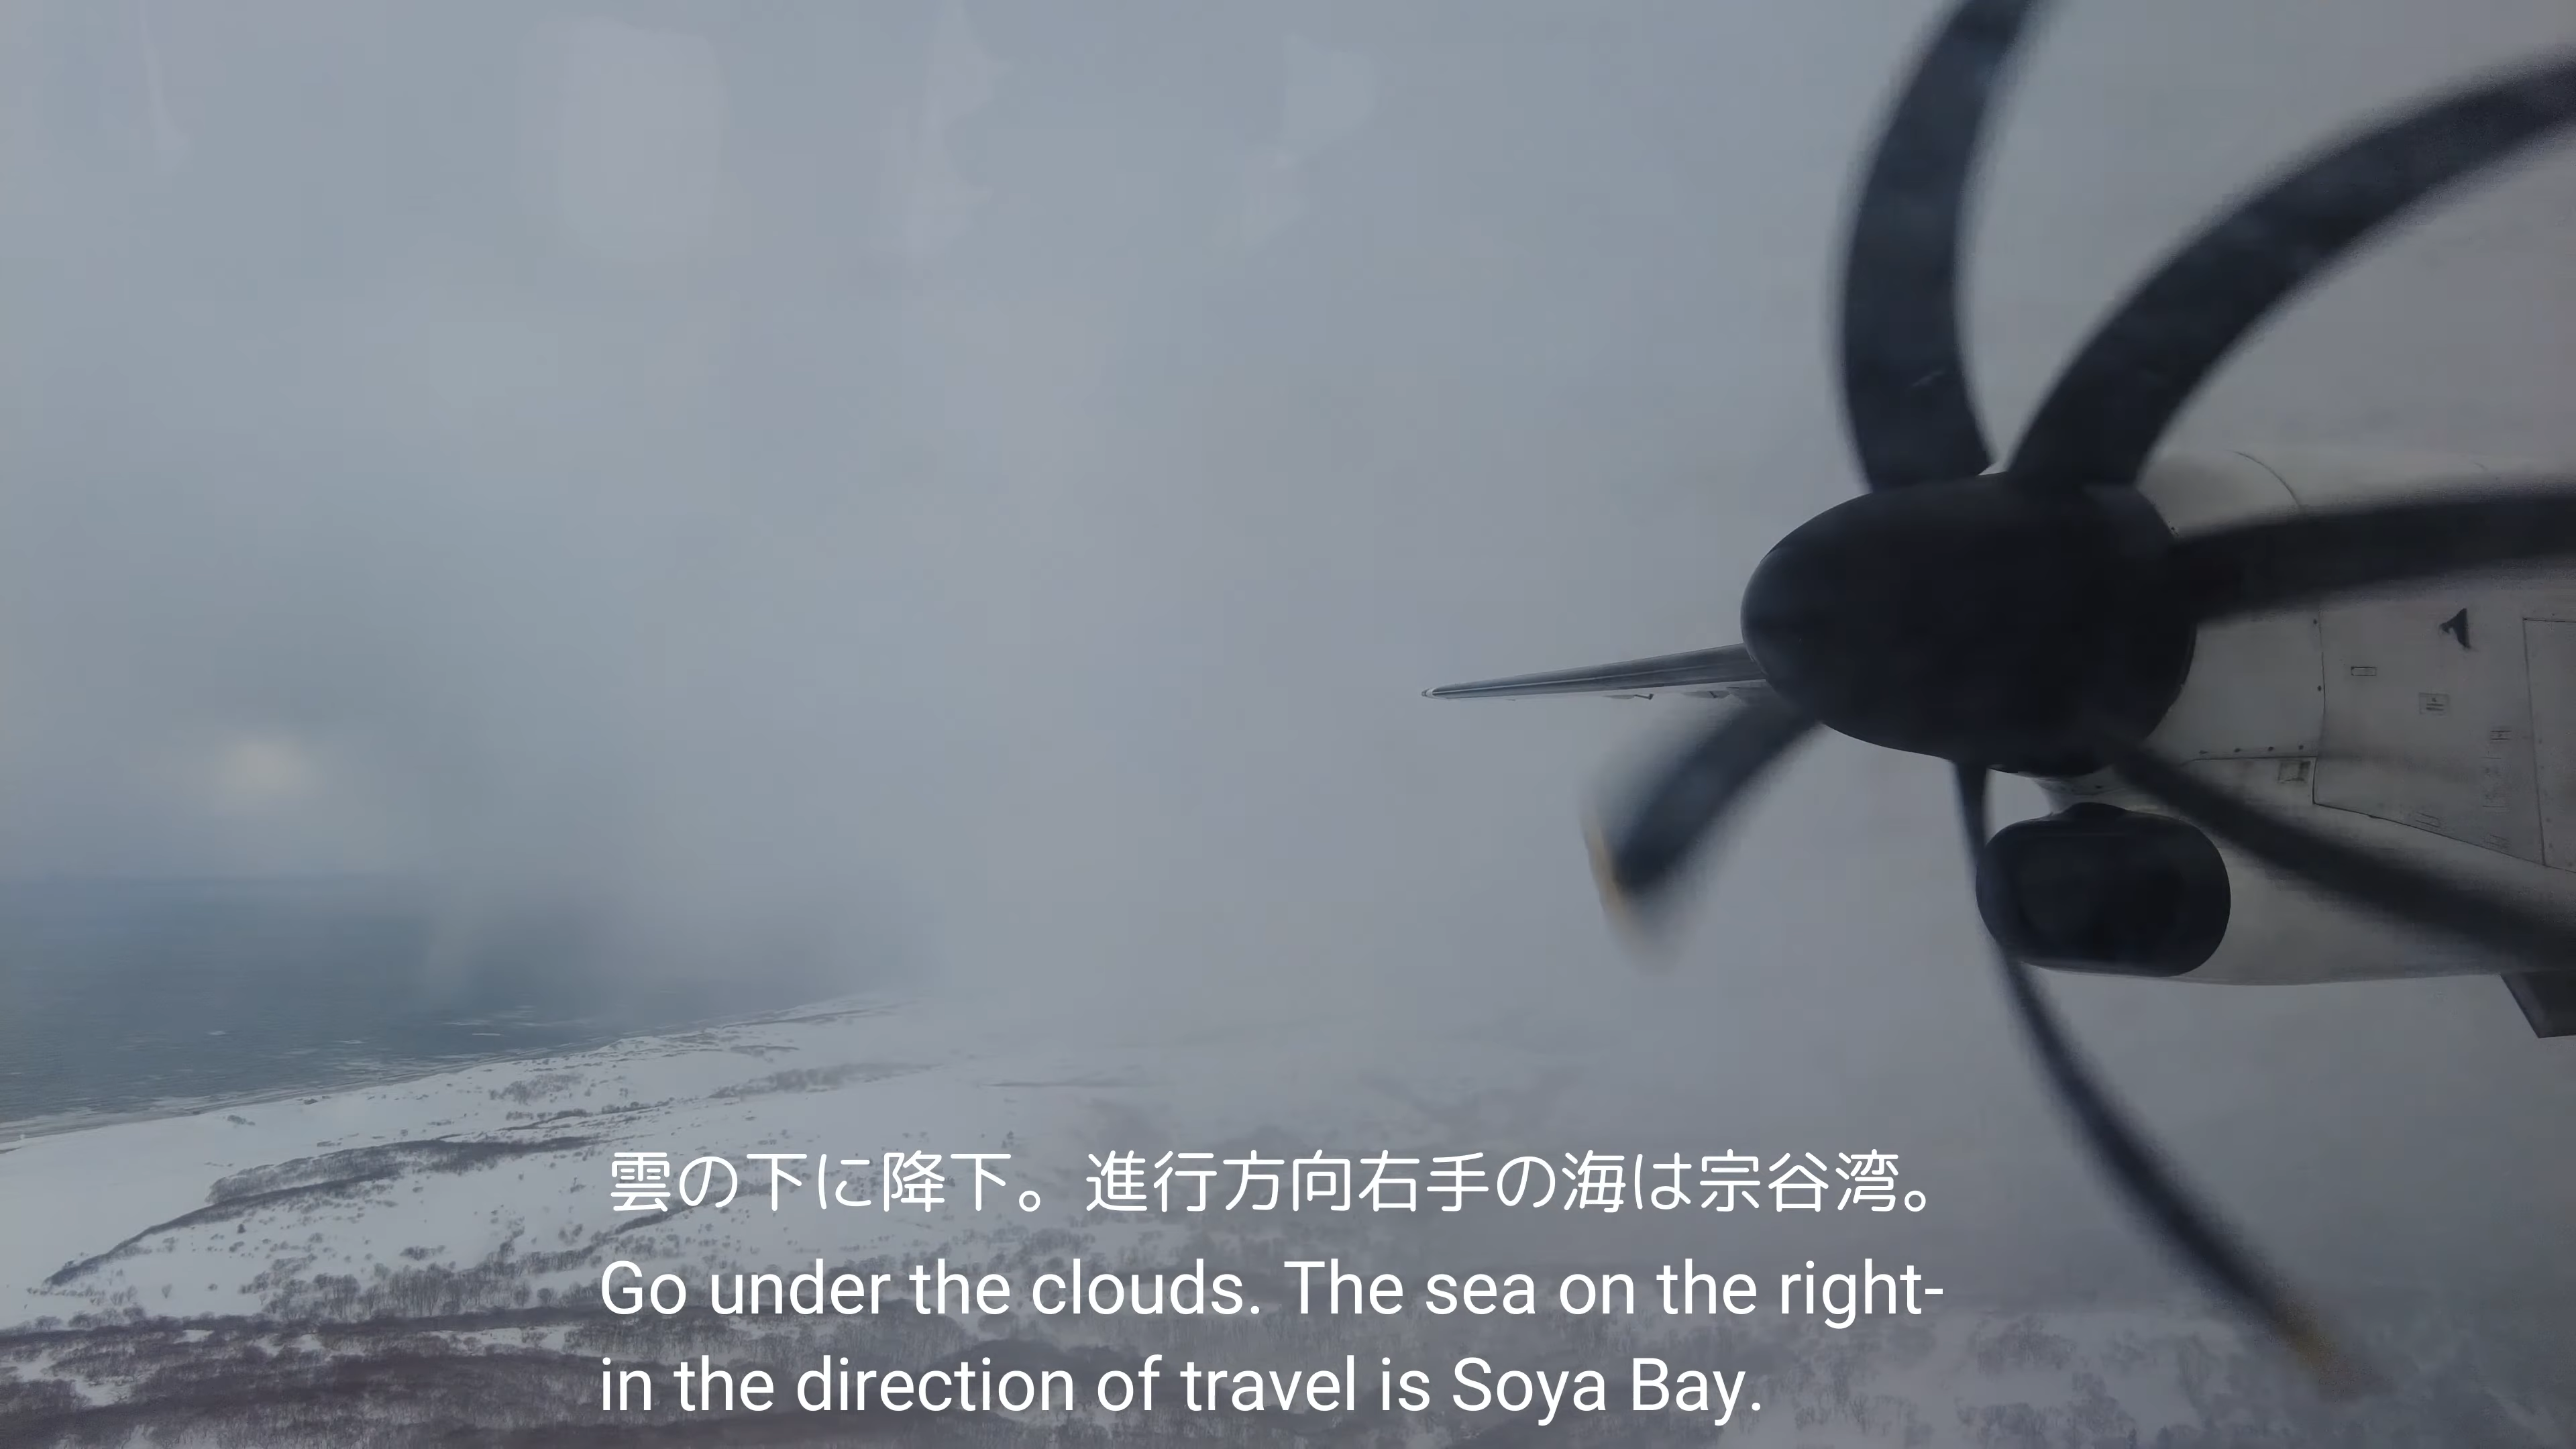 雲の下に降下。進行方向右手の海は宗谷湾。
Go under the clouds. The sea on the right-
in the direction of travel is Soya Bay.